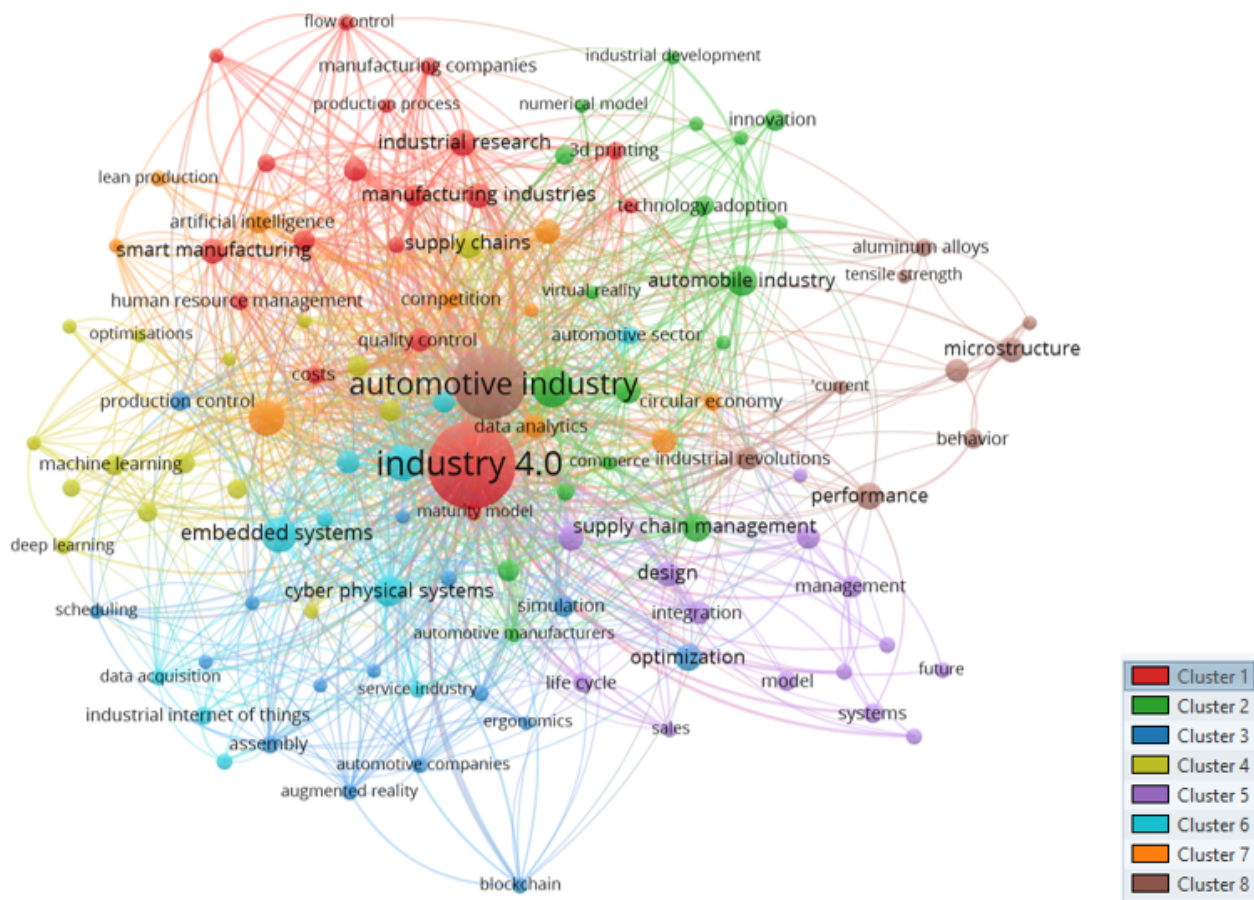 flow control
industrial development
manufacturing companies
production process
numerical model
innovation
industrial research
3d printing
lean production
manufacturing industries
technology adoption
artificial intelligence
smart manufacturing
supply chains
aluminum alloys
tensile strength
automobile industry
virtual reality
human resource management
competition
optimisations
quality control
automotive sector
microstructure
costs
automotive industry
'current
production control
circular economy
data analytics
behavior
machine learning
industry 4.0
commerce
industrial revolutions
performance
maturity model
embedded systems
supply chain management
deep learning
design
management
cyber physical systems
scheduling
simulation
integration
automotive manufacturers
optimization
future
data acquisition
service industry
life cycle
model
industrial internet of things
ergonomics
systems
sales
assembly
automotive companies
augmented reality
blockchain
Cluster 1
Cluster 2
Cluster 3
Cluster 4
Cluster 5
Cluster 6
Cluster 7
Cluster 8